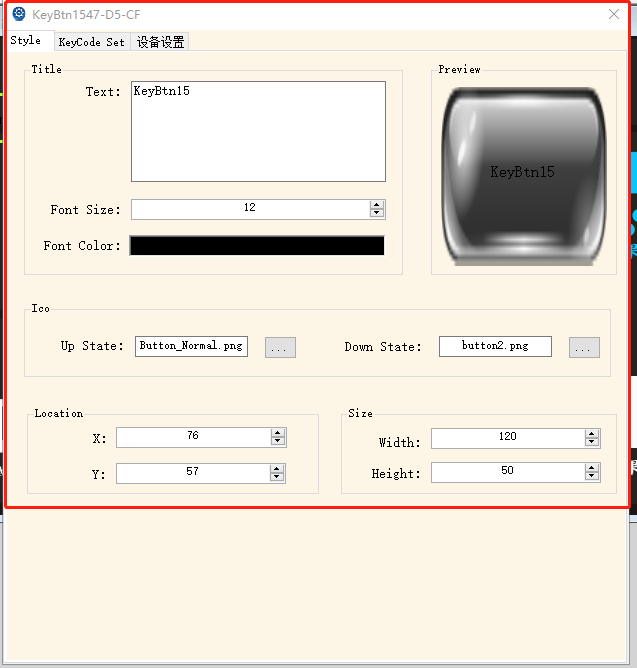 KeyBtn1547-D5-CF
Style KeyCode Set 设备设置
Title
Text: KeyBtn15
Font Size: 12
Font Color:
Preview
KeyBtn15
Ico
Up State: Button_Normal.png ... Down State: button2.png ...
Location
X: 76
Y: 57
Size
Width: 120
Height: 50